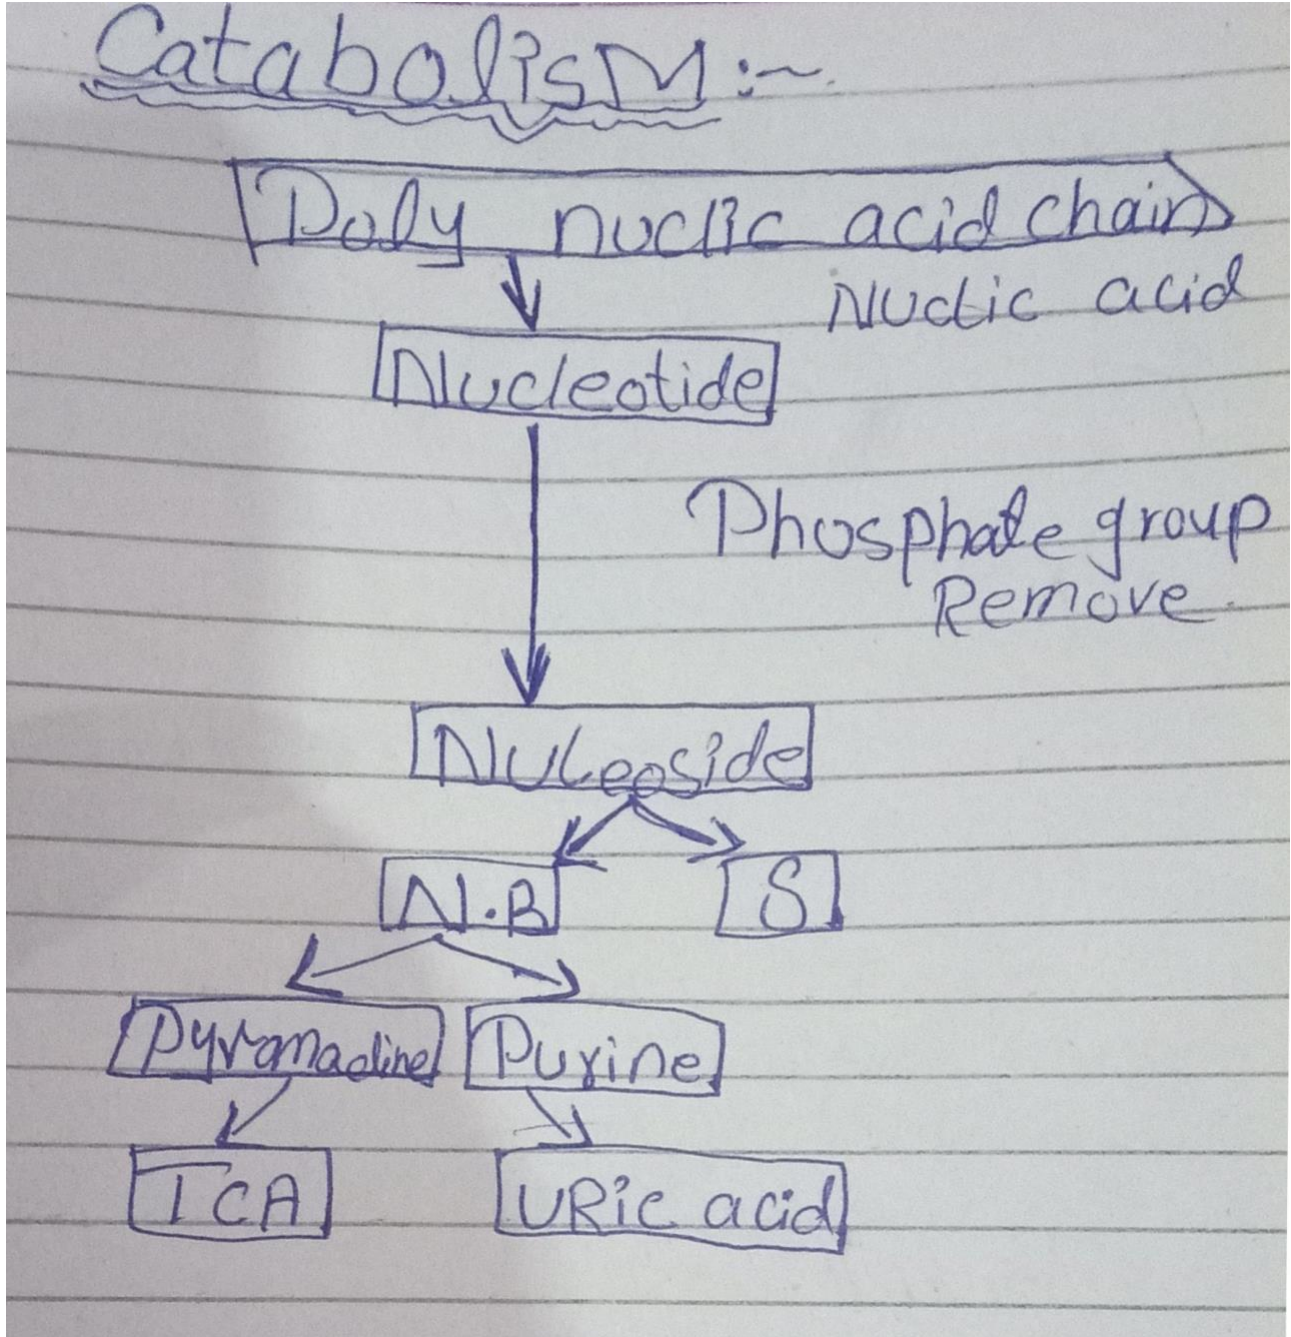 CatabolisM:~
Poly nuclic acid chain
Nuclic acid
Nucleotide
Phosphate group
Remove.
Nuleoside
N.B S
Pyramadine Purine
TCA URic acid